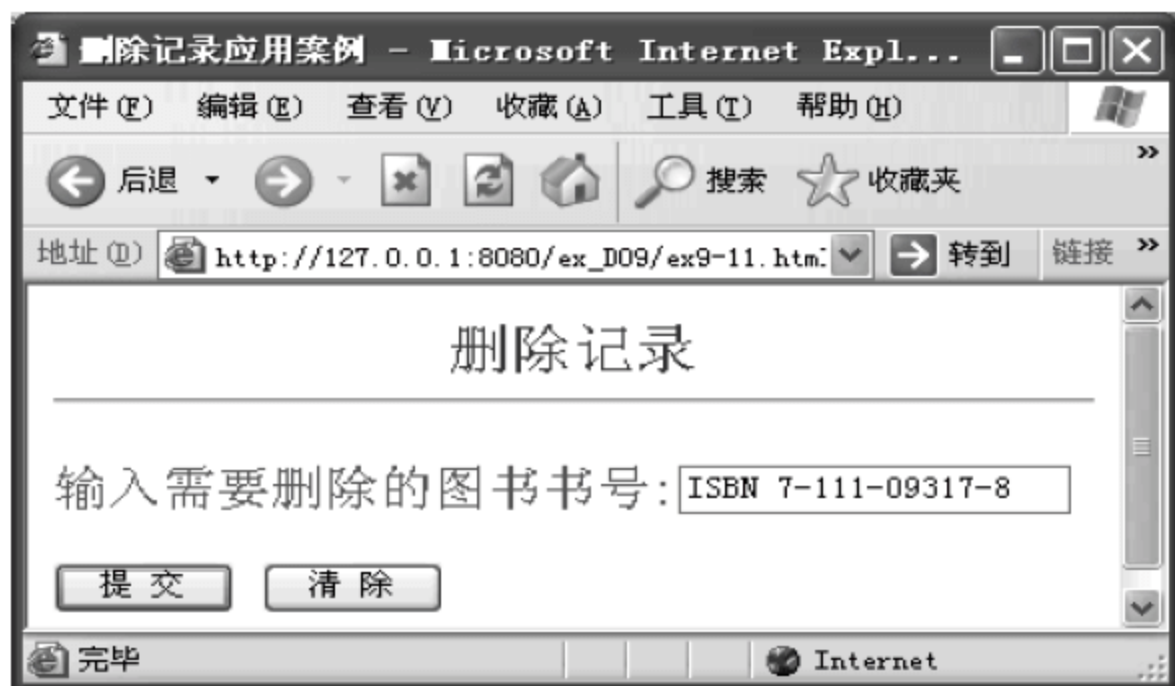 删除记录应用案例 - Microsoft Internet Expl...
文件(F) 编辑(E) 查看(V) 收藏(A) 工具(T) 帮助(H)
后退 搜索 收藏夹 »
地址(D) http://127.0.0.1:8080/ex_D09/ex9-11.html 转到 链接 »
删除记录
输入需要删除的图书书号: ISBN 7-111-09317-8
提 交 清 除
完毕 Internet